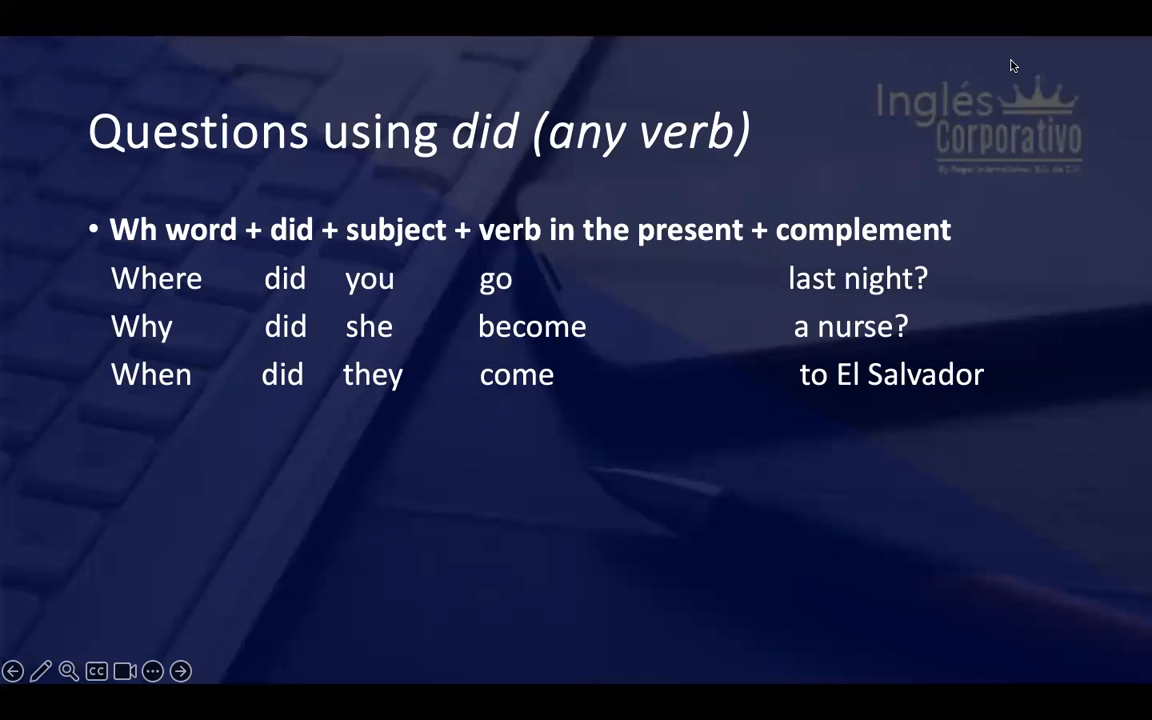 Inglés
Corporativo
Questions using did (any verb)
• Wh word + did + subject + verb in the present + complement
Where did you go last night?
Why did she become a nurse?
When did they come to El Salvador
CC